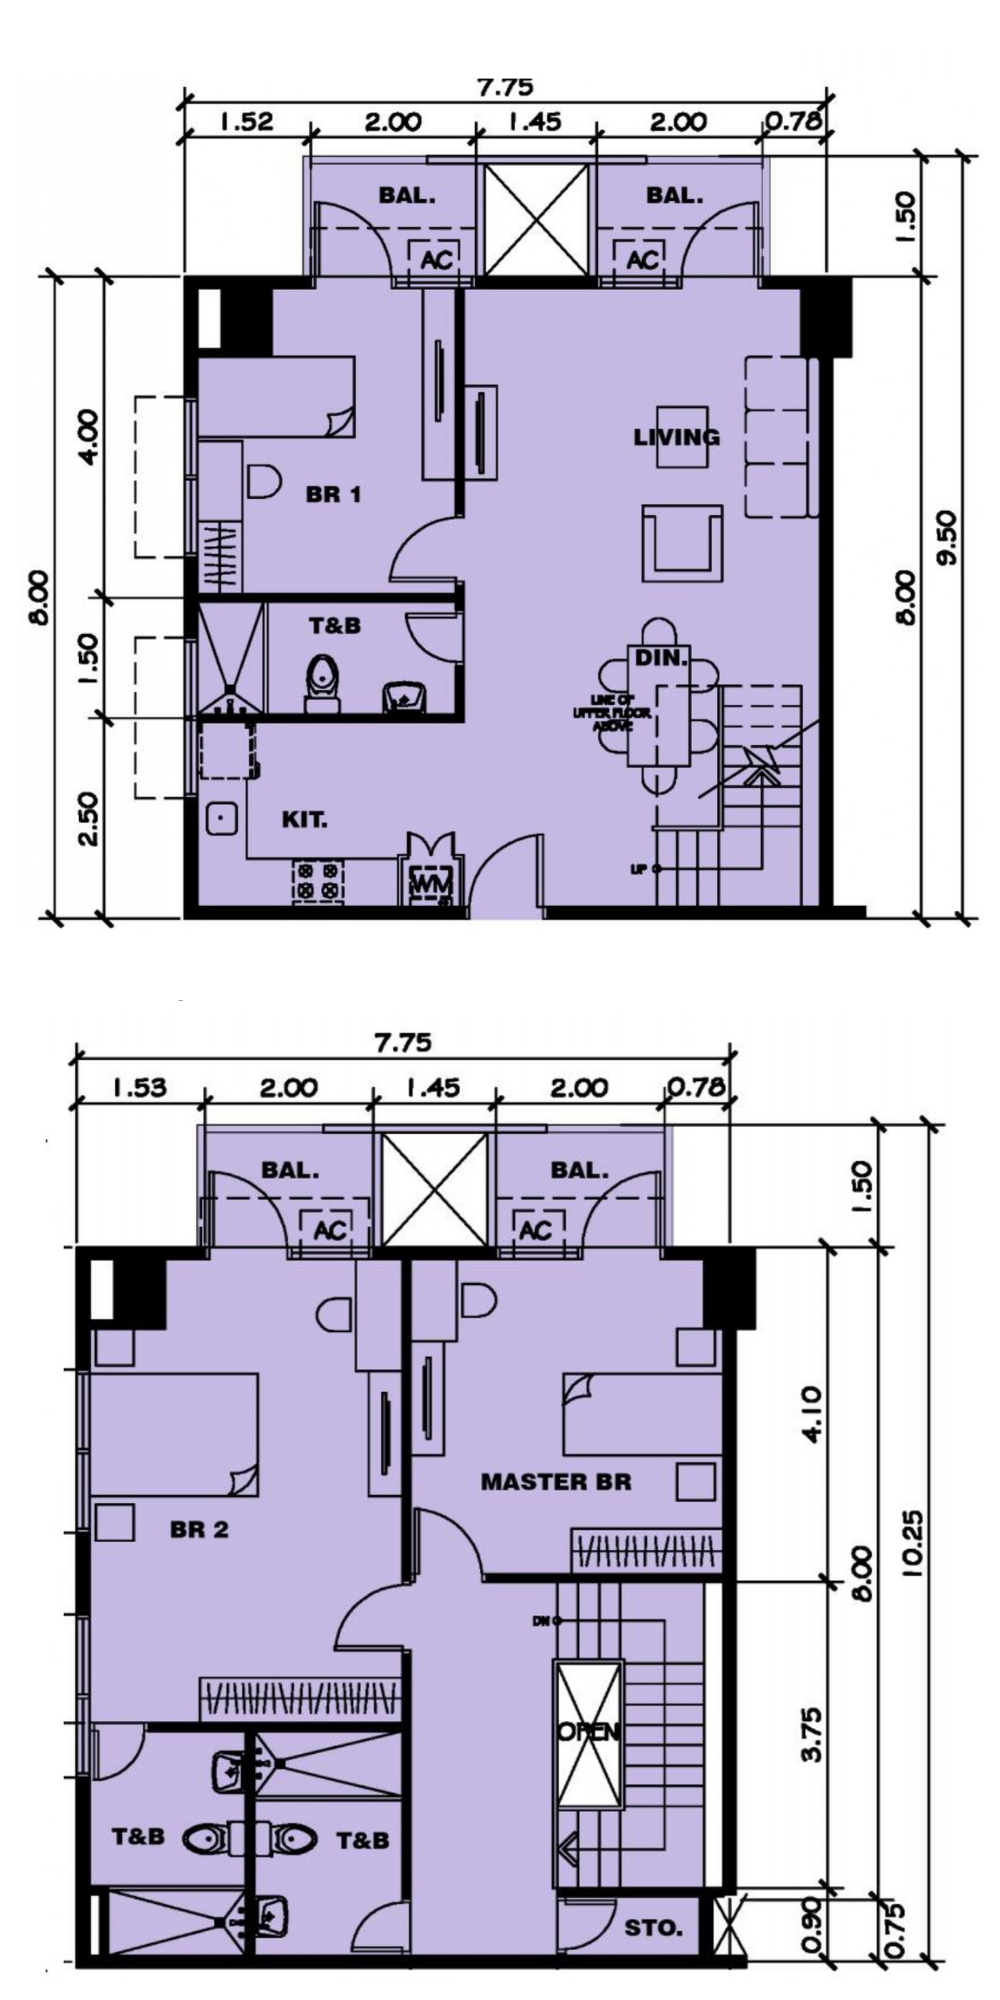 7.75
1.52 2.00 1.45 2.00 0.78
BAL. BAL.
1.50
AC AC
4.00
LIVING
BR 1
9.50
8.00
8.00
T&B
1.50
DIN.
LINE OF
UPPER FLOOR
ABOVE
2.50
KIT.
UP
WM
7.75
1.53 2.00 1.45 2.00 0.78
BAL. BAL.
1.50
AC AC
4.10
MASTER BR
BR 2
10.25
8.00
DN
OPEN
3.75
T&B T&B
STO.
0.90
0.75